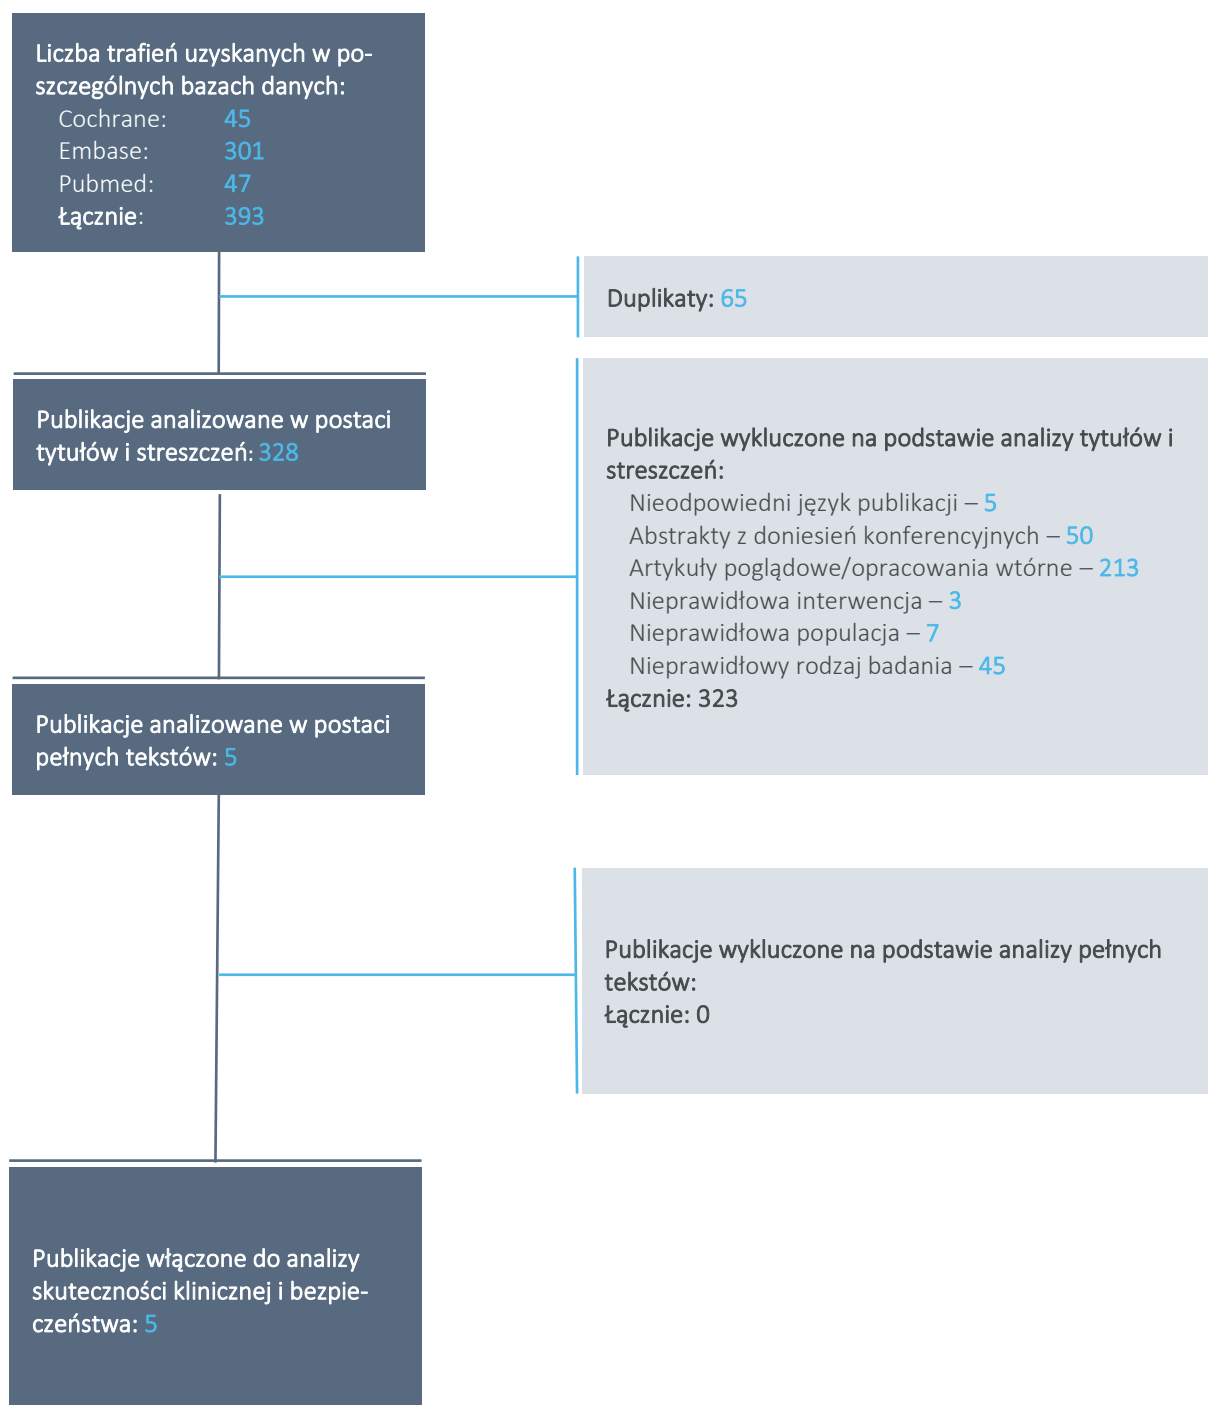 Liczba trafień uzyskanych w po-
szczególnych bazach danych:
Cochrane: 45
Embase: 301
Pubmed: 47
Łącznie: 393
Duplikaty: 65
Publikacje analizowane w postaci
tytułów i streszczeń: 328
Publikacje wykluczone na podstawie analizy tytułów i
streszczeń:
Nieodpowiedni język publikacji – 5
Abstrakty z doniesień konferencyjnych – 50
Artykuły poglądowe/opracowania wtórne – 213
Nieprawidłowa interwencja – 3
Nieprawidłowa populacja – 7
Nieprawidłowy rodzaj badania – 45
Łącznie: 323
Publikacje analizowane w postaci
pełnych tekstów: 5
Publikacje wykluczone na podstawie analizy pełnych
tekstów:
Łącznie: 0
Publikacje włączone do analizy
skuteczności klinicznej i bezpie-
czeństwa: 5